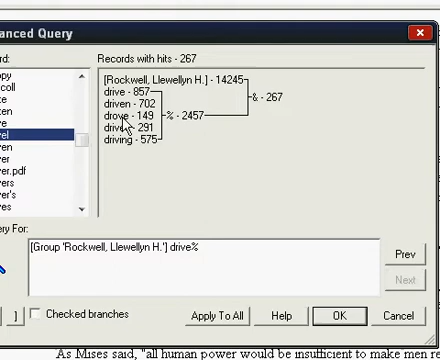 anced Query
rd:
Records with hits - 267
[Rockwell, Llewellyn H.] - 14245
drive - 857
& - 267
driven - 702
drove - 149
% - 2457
291
driving - 575
ery For:
[Group 'Rockwell, Llewellyn H.'] drive%
Prev
Next
]
Checked branches
Apply To All
Help
OK
Cancel
As Mises said, "all human power would be insufficient to make men re